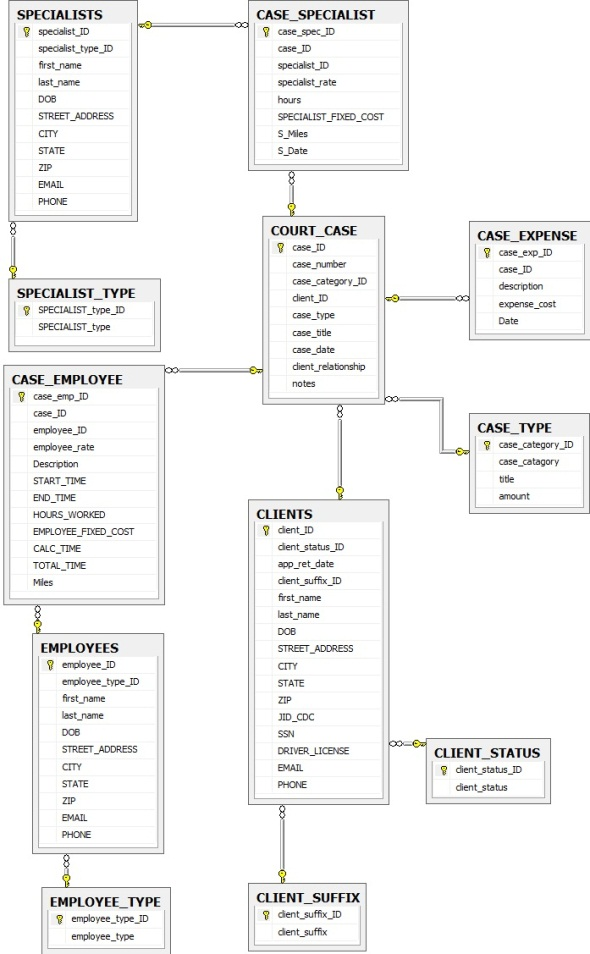 SPECIALISTS
specialist_ID
specialist_type_ID
first_name
last_name
DOB
STREET_ADDRESS
CITY
STATE
ZIP
EMAIL
PHONE
CASE_SPECIALIST
case_spec_ID
case_ID
specialist_ID
specialist_rate
hours
SPECIALIST_FIXED_COST
S_Miles
S_Date
SPECIALIST_TYPE
SPECIALIST_type_ID
SPECIALIST_type
COURT_CASE
case_ID
case_number
case_category_ID
client_ID
case_type
case_title
case_date
client_relationship
notes
CASE_EXPENSE
case_exp_ID
case_ID
description
expense_cost
Date
CASE_EMPLOYEE
case_emp_ID
case_ID
employee_ID
employee_rate
Description
START_TIME
END_TIME
HOURS_WORKED
EMPLOYEE_FIXED_COST
CALC_TIME
TOTAL_TIME
Miles
CASE_TYPE
case_category_ID
case_catagory
title
amount
CLIENTS
client_ID
client_status_ID
app_ret_date
client_suffix_ID
first_name
last_name
DOB
STREET_ADDRESS
CITY
STATE
ZIP
JID_CDC
SSN
DRIVER_LICENSE
EMAIL
PHONE
EMPLOYEES
employee_ID
employee_type_ID
first_name
last_name
DOB
STREET_ADDRESS
CITY
STATE
ZIP
EMAIL
PHONE
CLIENT_STATUS
client_status_ID
client_status
EMPLOYEE_TYPE
employee_type_ID
employee_type
CLIENT_SUFFIX
client_suffix_ID
client_suffix